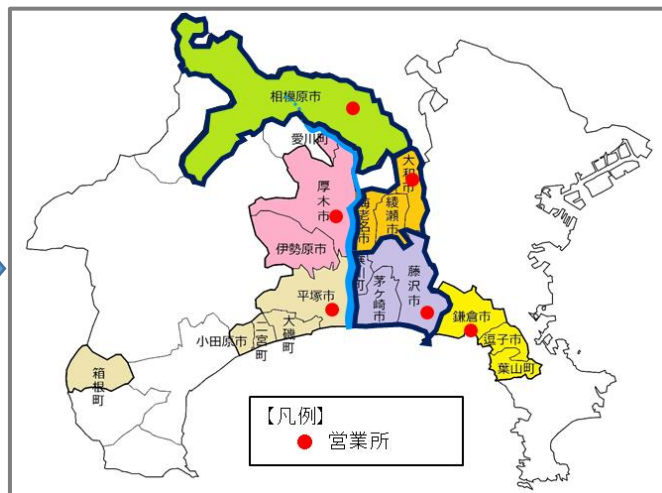 相模原市
愛川町
大和市
厚木市
綾瀬市
海老名市
伊勢原市
寒川町
藤沢市
茅ヶ崎市
平塚市
鎌倉市
大磯町
二宮町
小田原市
逗子市
葉山町
箱根町
【凡例】
営業所